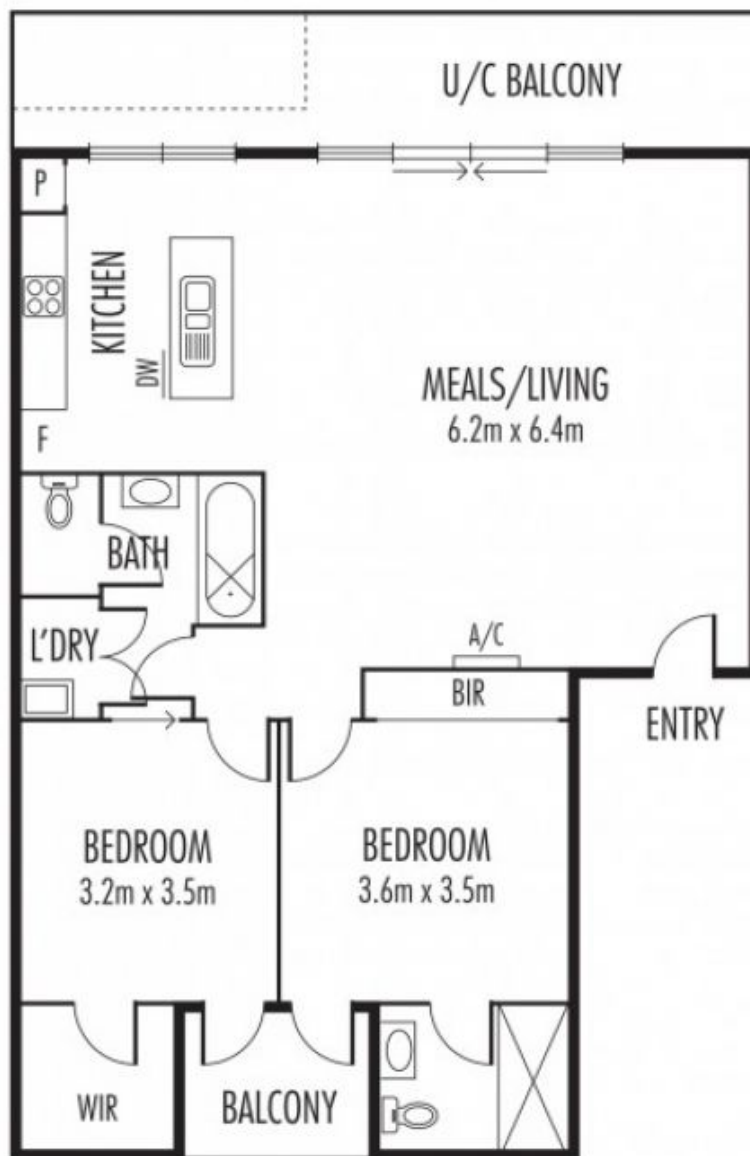 U/C BALCONY
P
KITCHEN
DW
MEALS/LIVING
6.2m x 6.4m
F
BATH
L'DRY
A/C
BIR
ENTRY
BEDROOM
3.2m x 3.5m
BEDROOM
3.6m x 3.5m
WIR
BALCONY